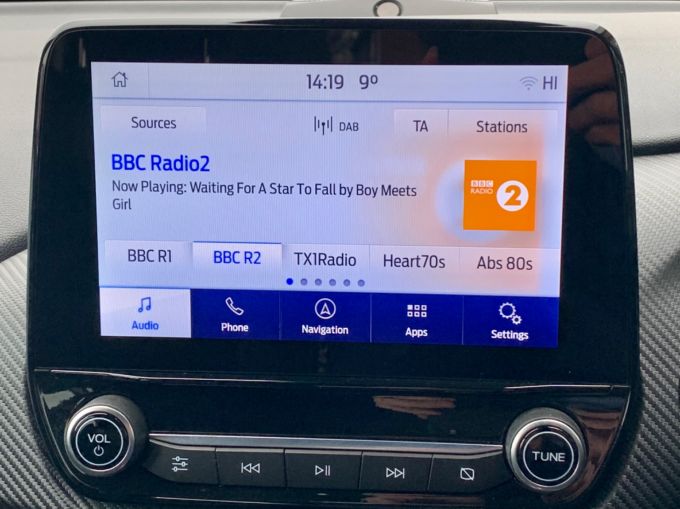 14:19 9º HI
Sources DAB TA Stations
BBC Radio2
Now Playing: Waiting For A Star To Fall by Boy Meets
Girl
BBC
RADIO 2
BBC R1 BBC R2 TX1Radio Heart70s Abs 80s
Audio Phone Navigation Apps Settings
VOL TUNE